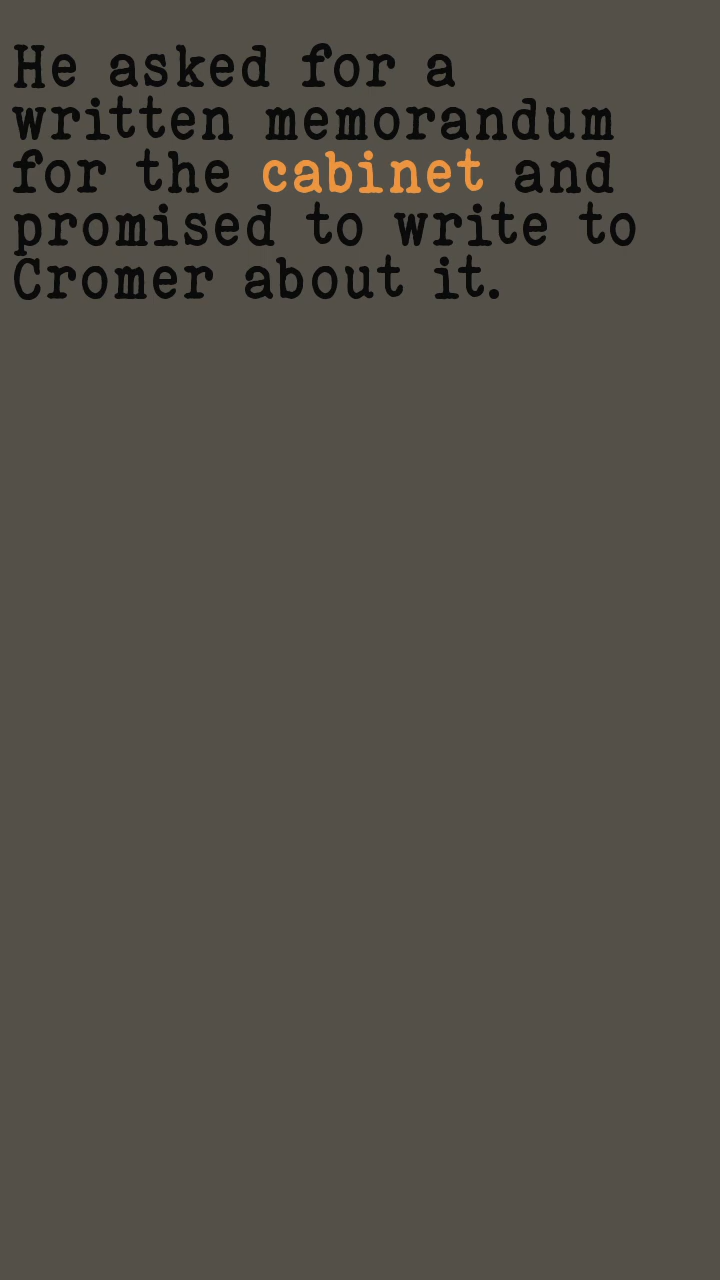 He asked for a
written memorandum
for the cabinet and
promised to write to
Cromer about it.